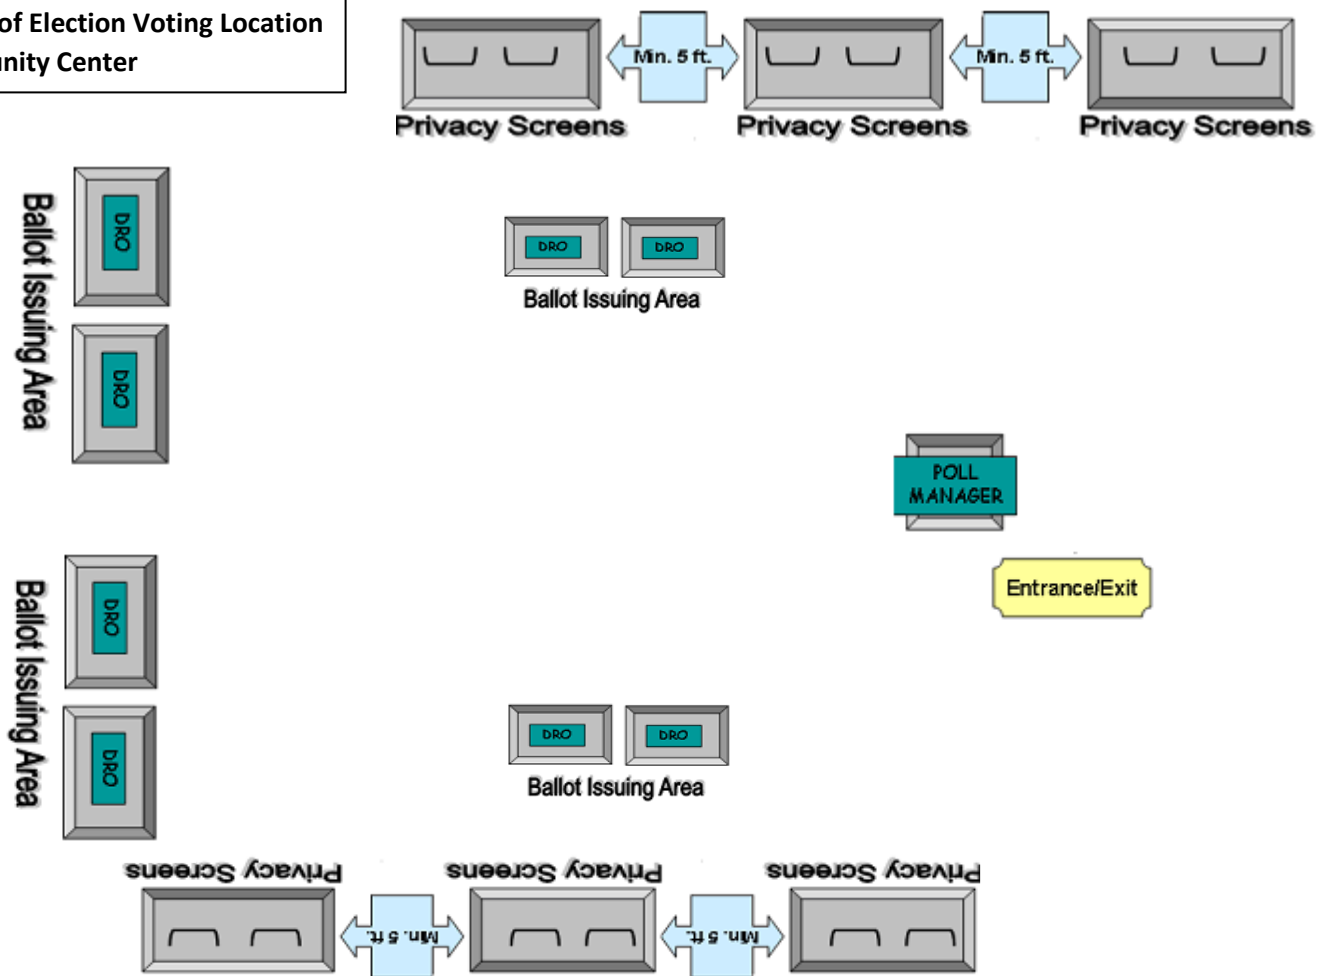 of Election Voting Location
unity Center
Min. 5 ft.
Min. 5 ft.
Privacy Screens
Privacy Screens
Privacy Screens
Ballot Issuing Area
DRO
DRO
DRO
DRO
Ballot Issuing Area
POLL
MANAGER
Entrance/Exit
Ballot Issuing Area
DRO
DRO
DRO
DRO
Ballot Issuing Area
Privacy Screens
Privacy Screens
Privacy Screens
Min. 5 ft.
Min. 5 ft.